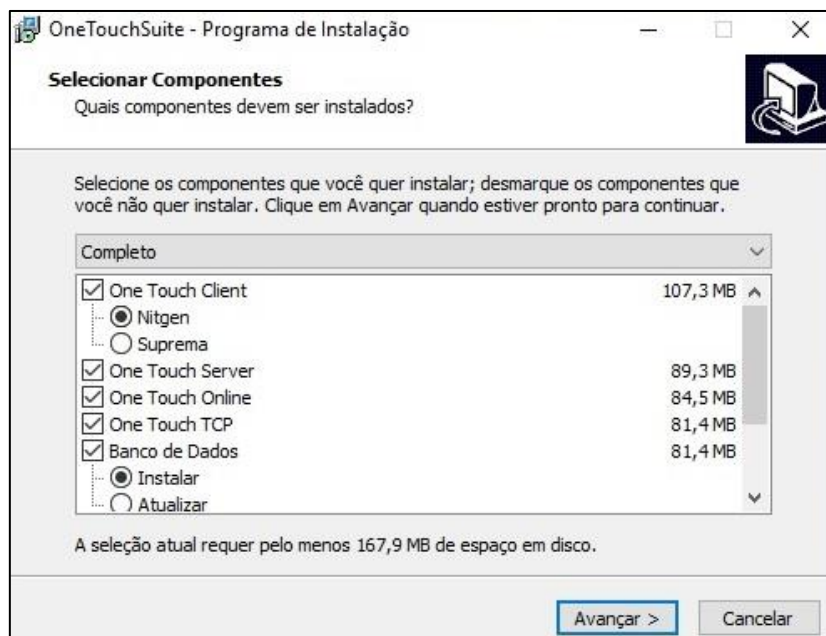 OneTouchSuite - Programa de Instalação
Selecionar Componentes
Quais componentes devem ser instalados?
Selecione os componentes que você quer instalar; desmarque os componentes que
você não quer instalar. Clique em Avançar quando estiver pronto para continuar.
Completo
One Touch Client 107,3 MB
Nitgen
Suprema
One Touch Server 89,3 MB
One Touch Online 84,5 MB
One Touch TCP 81,4 MB
Banco de Dados 81,4 MB
Instalar
Atualizar
A seleção atual requer pelo menos 167,9 MB de espaço em disco.
Avançar > Cancelar